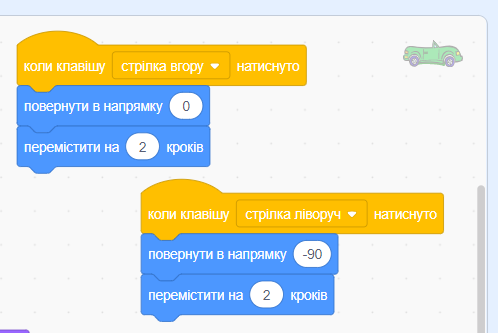 коли клавішу стрілка вгору натиснуто
повернути в напрямку 0
перемістити на 2 кроків
коли клавішу стрілка ліворуч натиснуто
повернути в напрямку -90
перемістити на 2 кроків